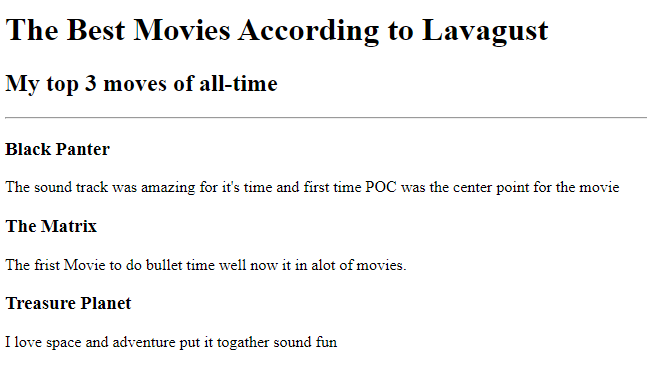 The Best Movies According to Lavagust
My top 3 moves of all-time
Black Panter
The sound track was amazing for it's time and first time POC was the center point for the movie
The Matrix
The frist Movie to do bullet time well now it in alot of movies.
Treasure Planet
I love space and adventure put it togather sound fun